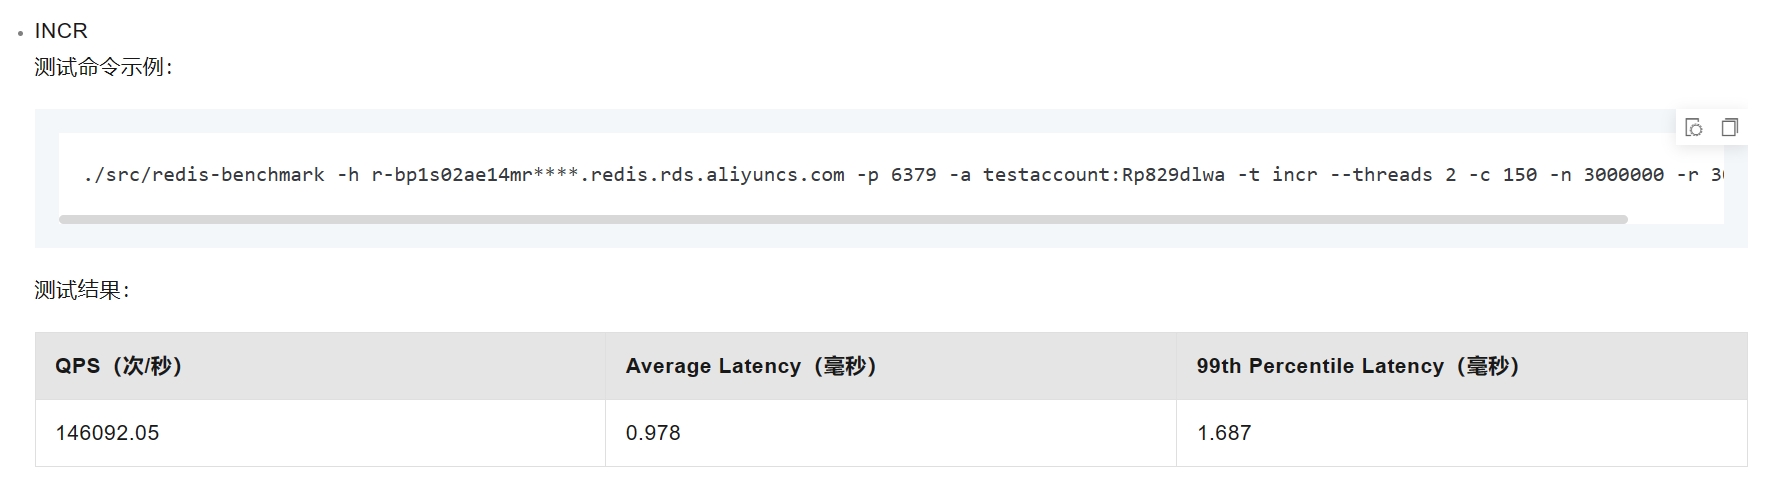 INCR
测试命令示例：
./src/redis-benchmark -h r-bp1s02ae14mr****.redis.rds.aliyuncs.com -p 6379 -a testaccount:Rp829dlwa -t incr --threads 2 -c 150 -n 3000000 -r
测试结果：
QPS（次/秒） Average Latency（毫秒） 99th Percentile Latency（毫秒）
146092.05 0.978 1.687